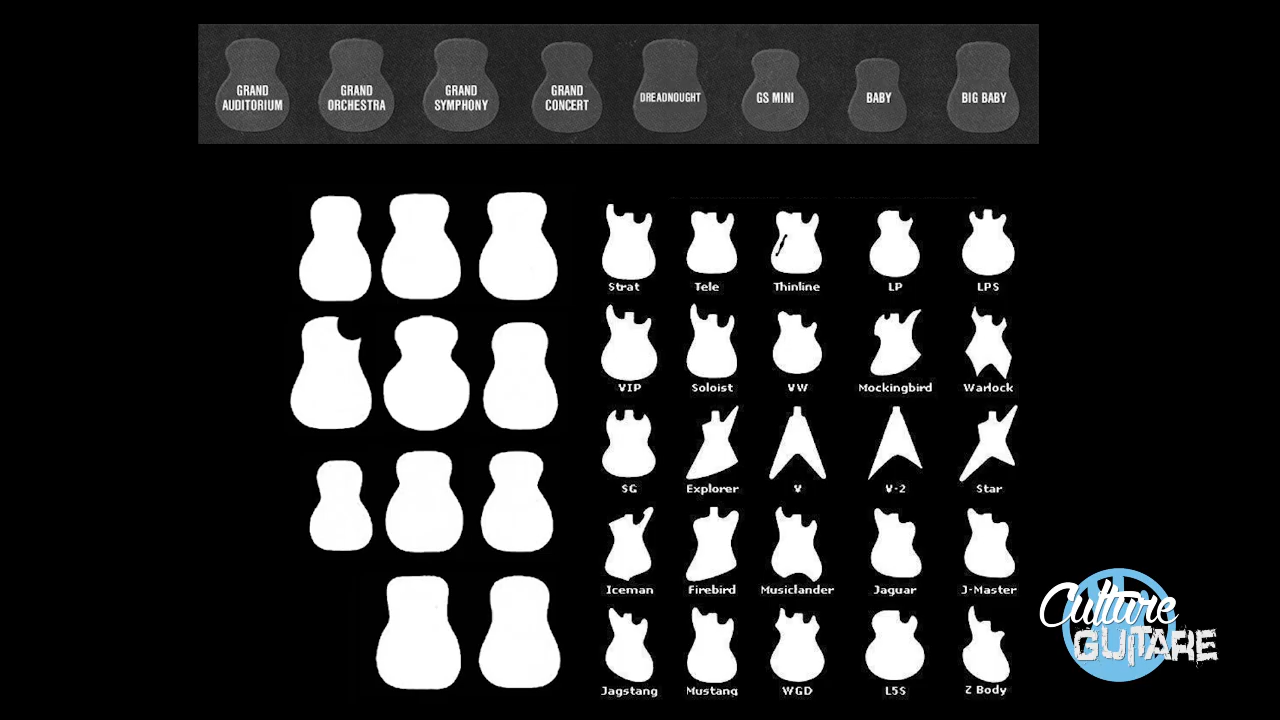 GRAND
AUDITORIUM
GRAND
ORCHESTRA
GRAND
SYMPHONY
GRAND
CONCERT
DREADNOUGHT
GS MINI
BABY
BIG BABY
Strat
Tele
Thinline
LP
LPS
VIP
Soloist
VW
Mockingbird
Warlock
SG
Explorer
V
V-2
Star
Iceman
Firebird
Musiclander
Jaguar
J-Master
Jagstang
Mustang
WGD
L5S
Z Body
Culture
GUITARE